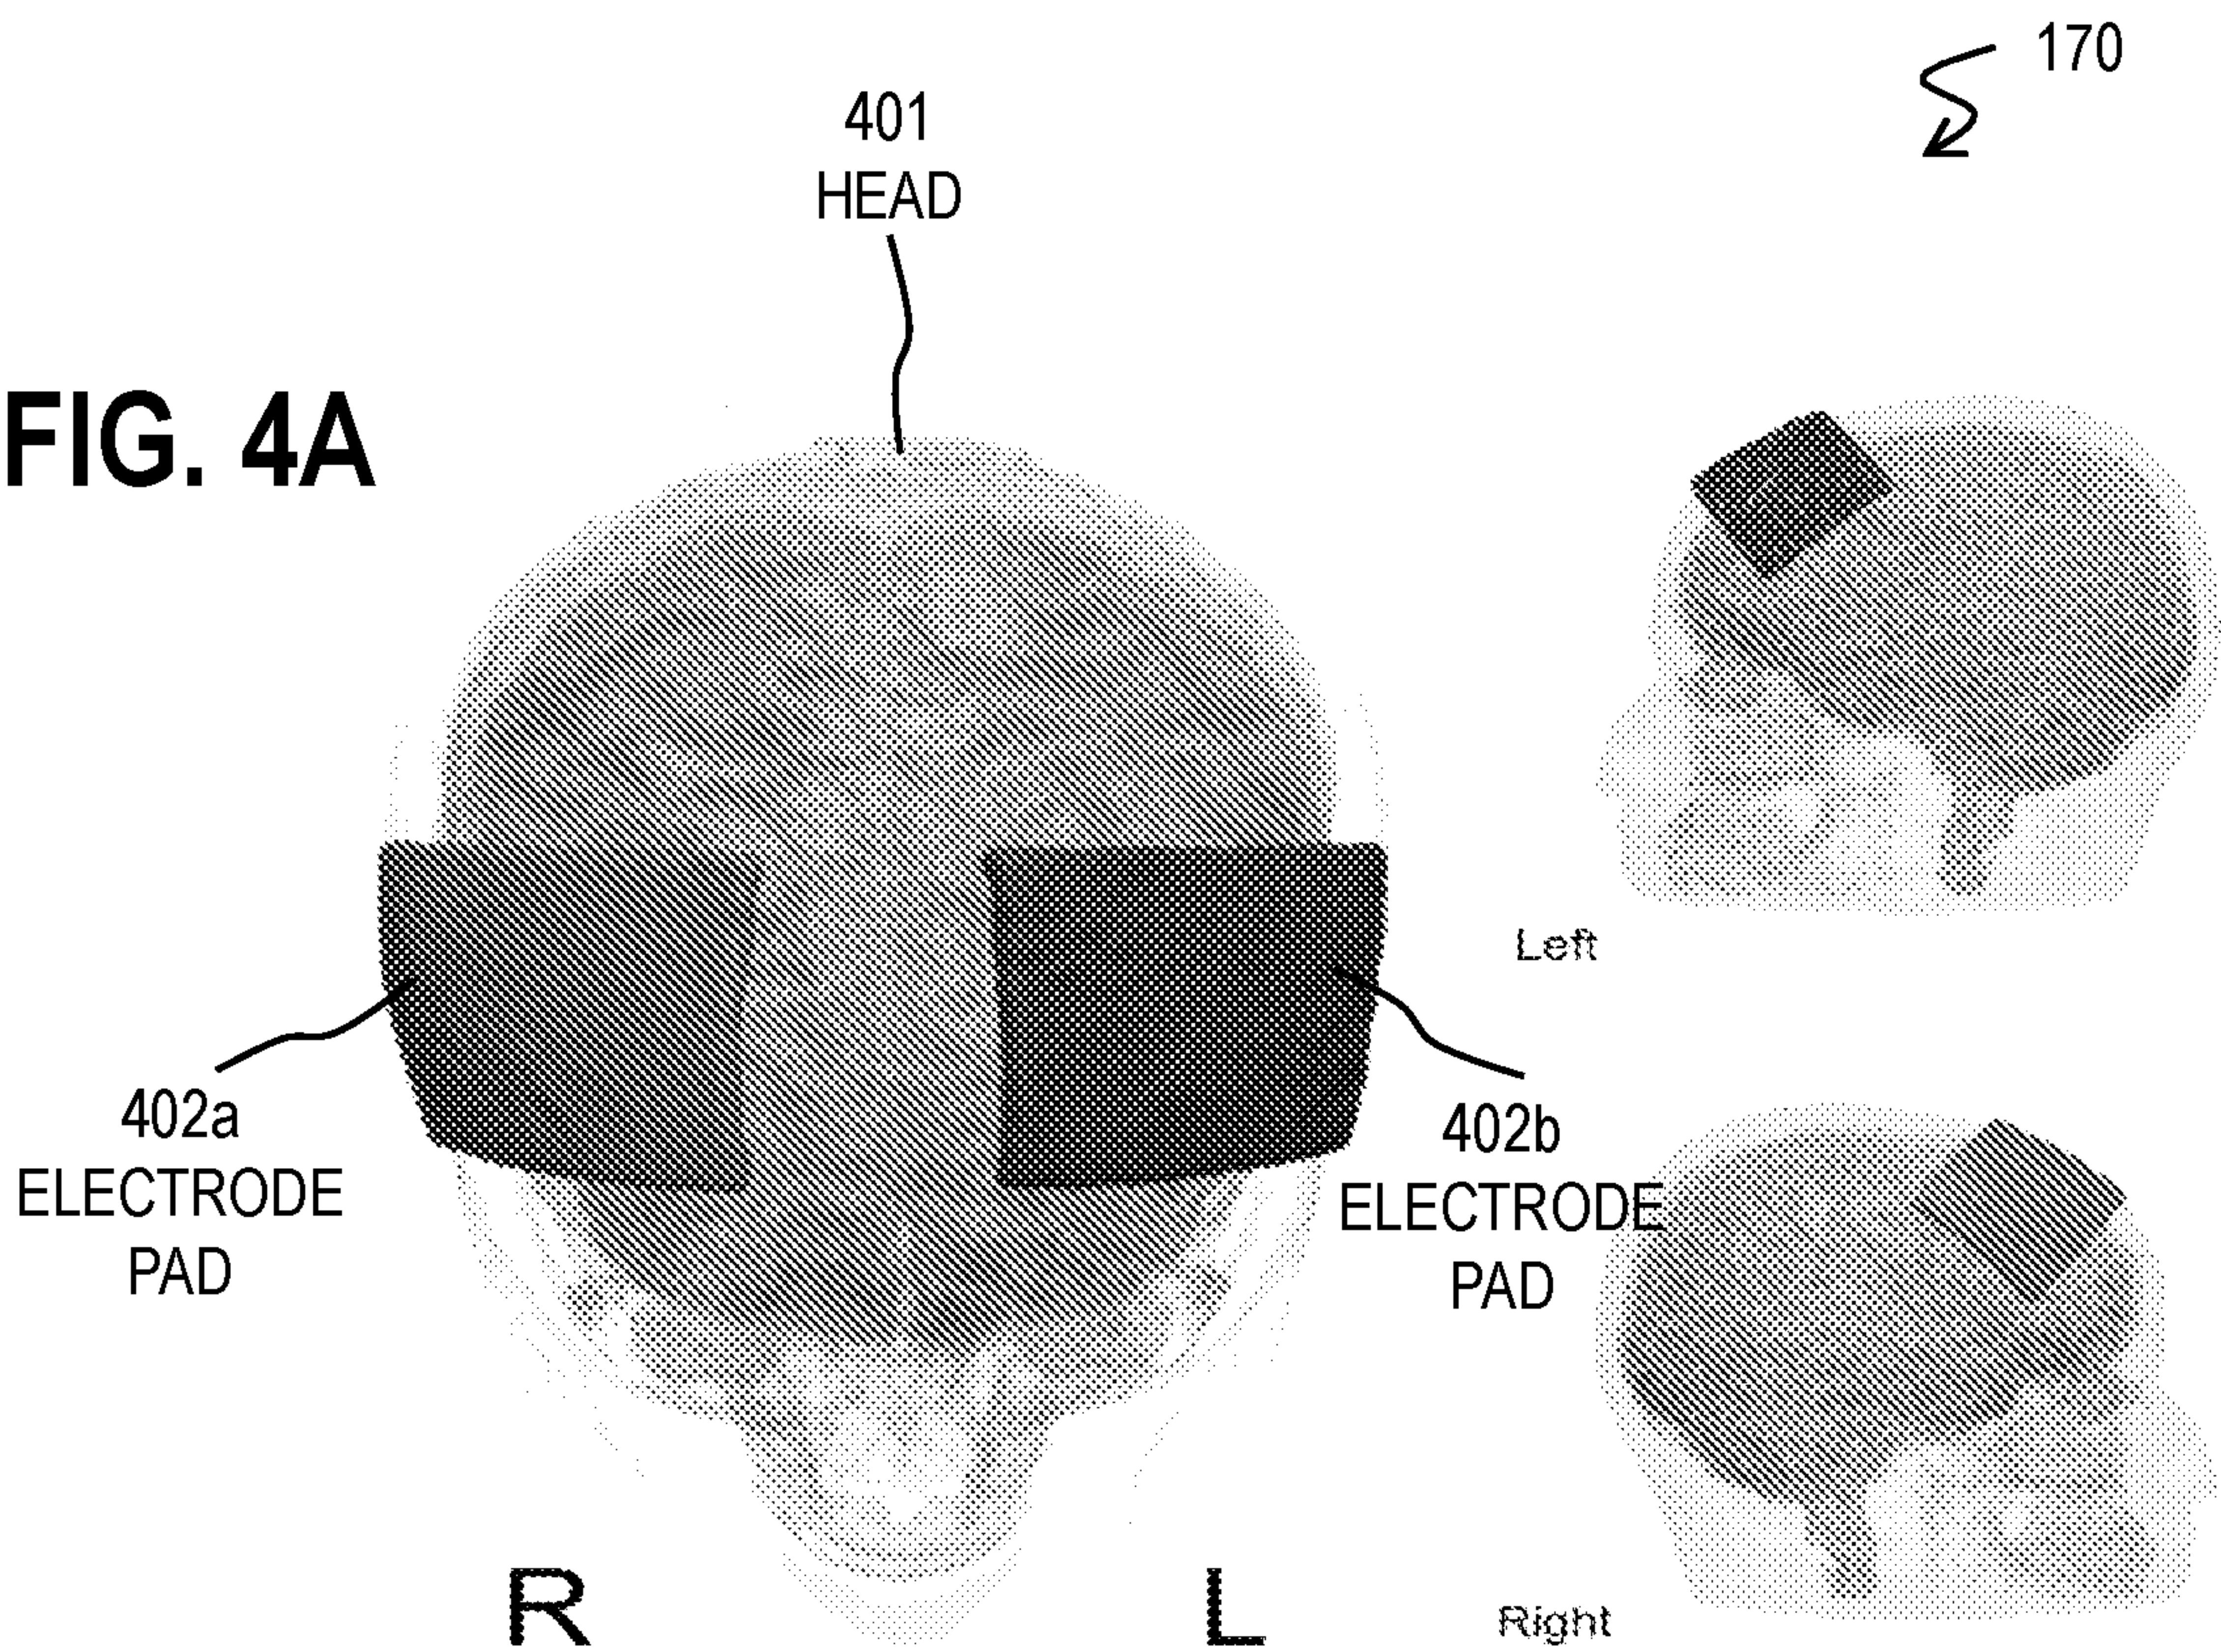 170
401
HEAD
FIG. 4A
Left
402a
ELECTRODE
PAD
402b
ELECTRODE
PAD
R
L
Right